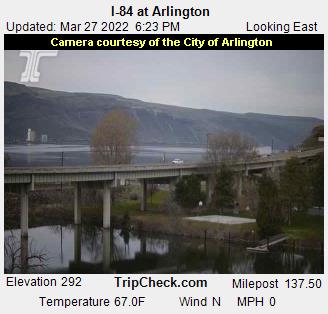 I-84 at Arlington
Updated: Mar 27 2022 6:23 PM Looking East
Camera courtesy of the City of Arlington
Elevation 292 TripCheck.com Milepost 137.50
Temperature 67.0F Wind N MPH 0